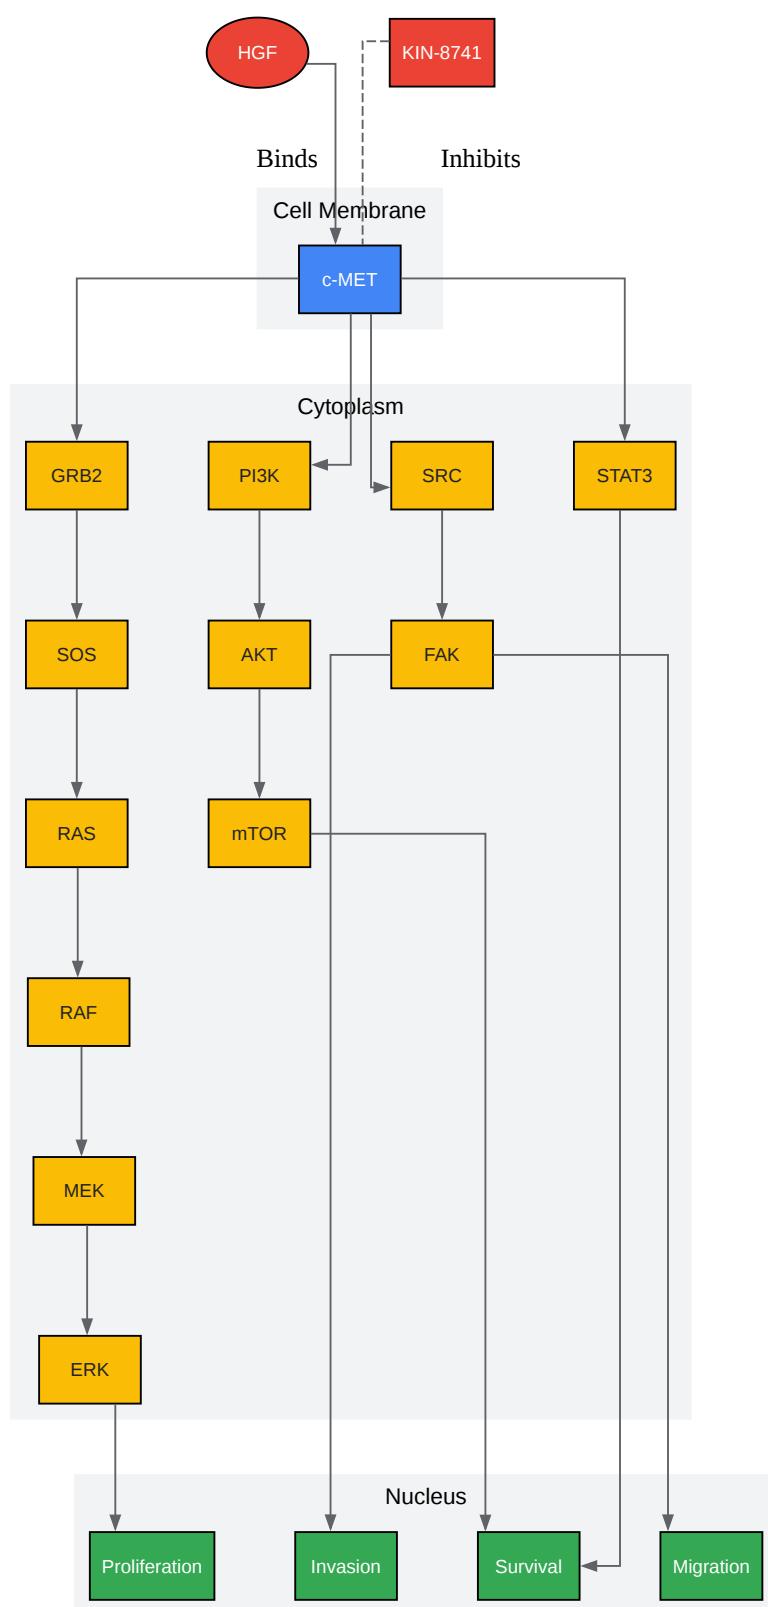 HGF
KIN-8741
Binds
Inhibits
Cell Membrane
c-MET
Cytoplasm
GRB2
PI3K
SRC
STAT3
SOS
AKT
FAK
RAS
mTOR
RAF
MEK
ERK
Nucleus
Proliferation
Invasion
Survival
Migration